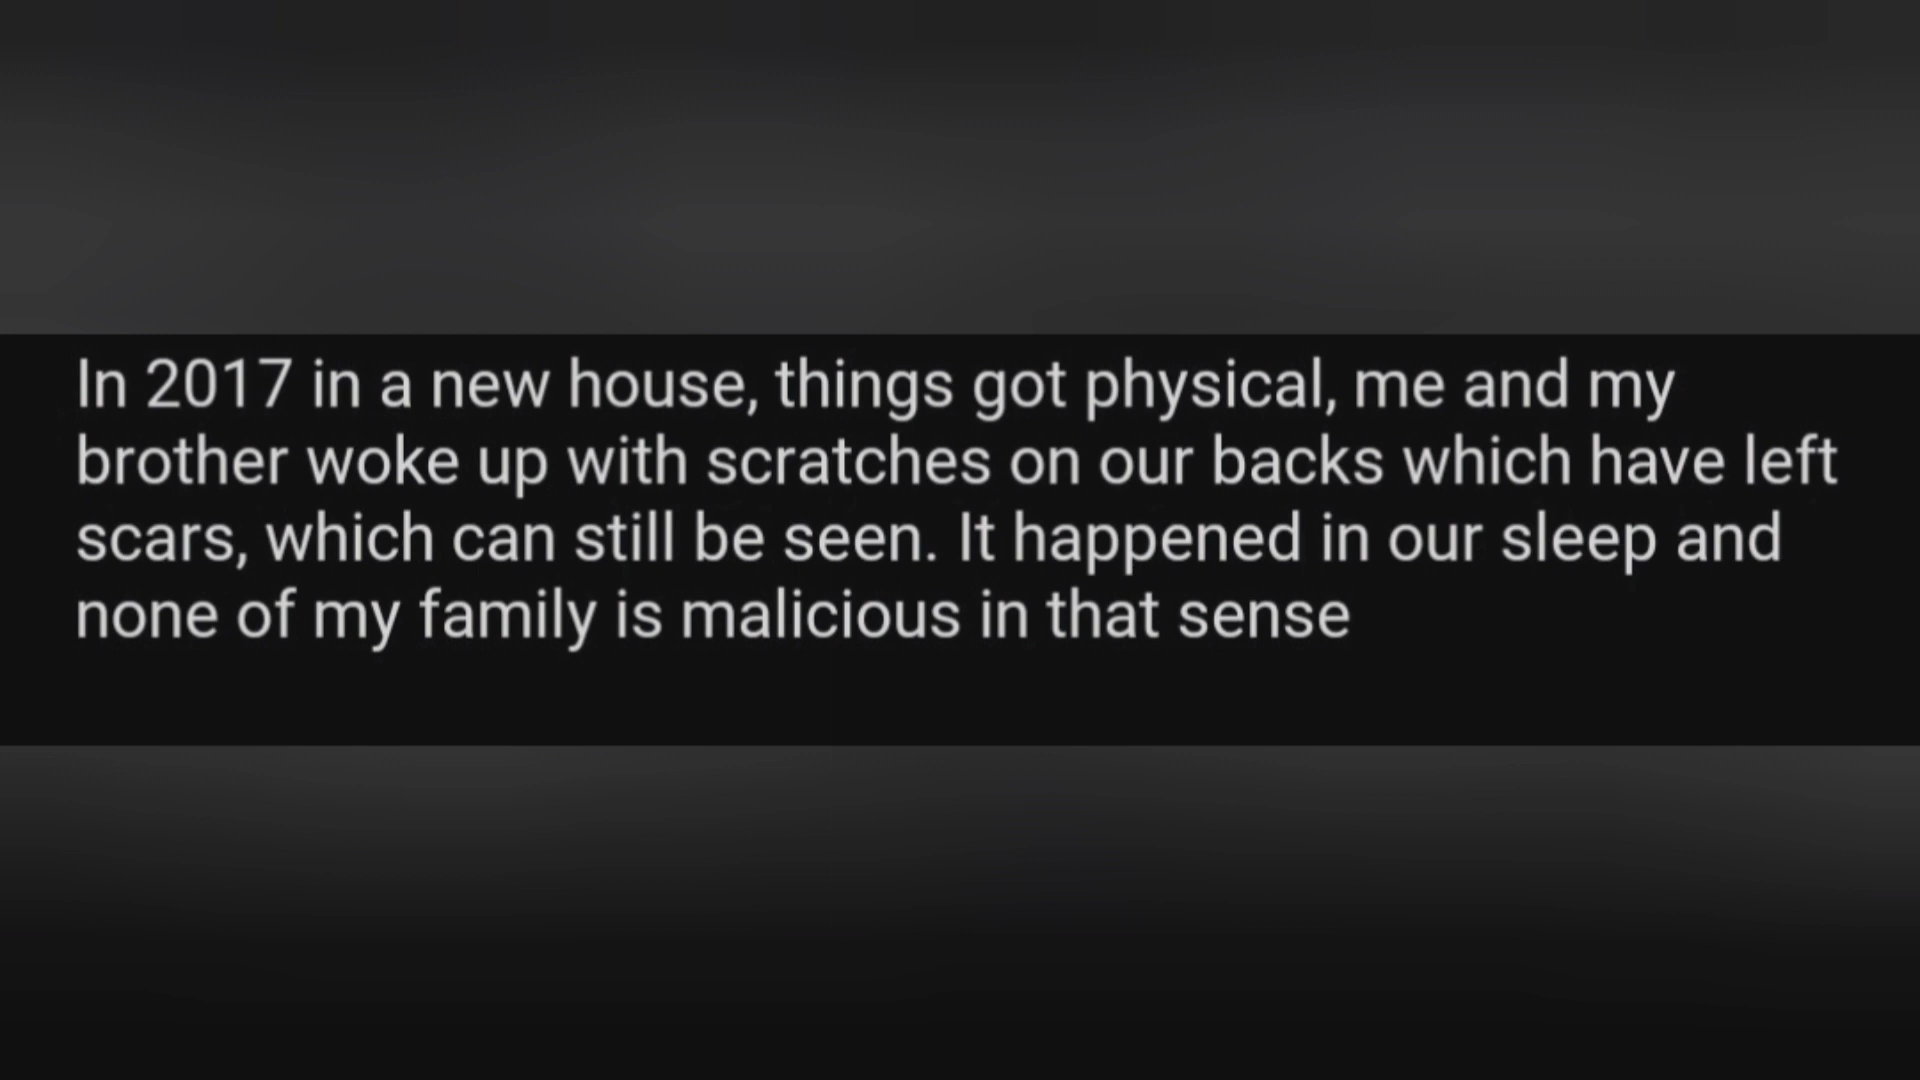 In 2017 in a new house, things got physical, me and my
brother woke up with scratches on our backs which have left
scars, which can still be seen. It happened in our sleep and
none of my family is malicious in that sense